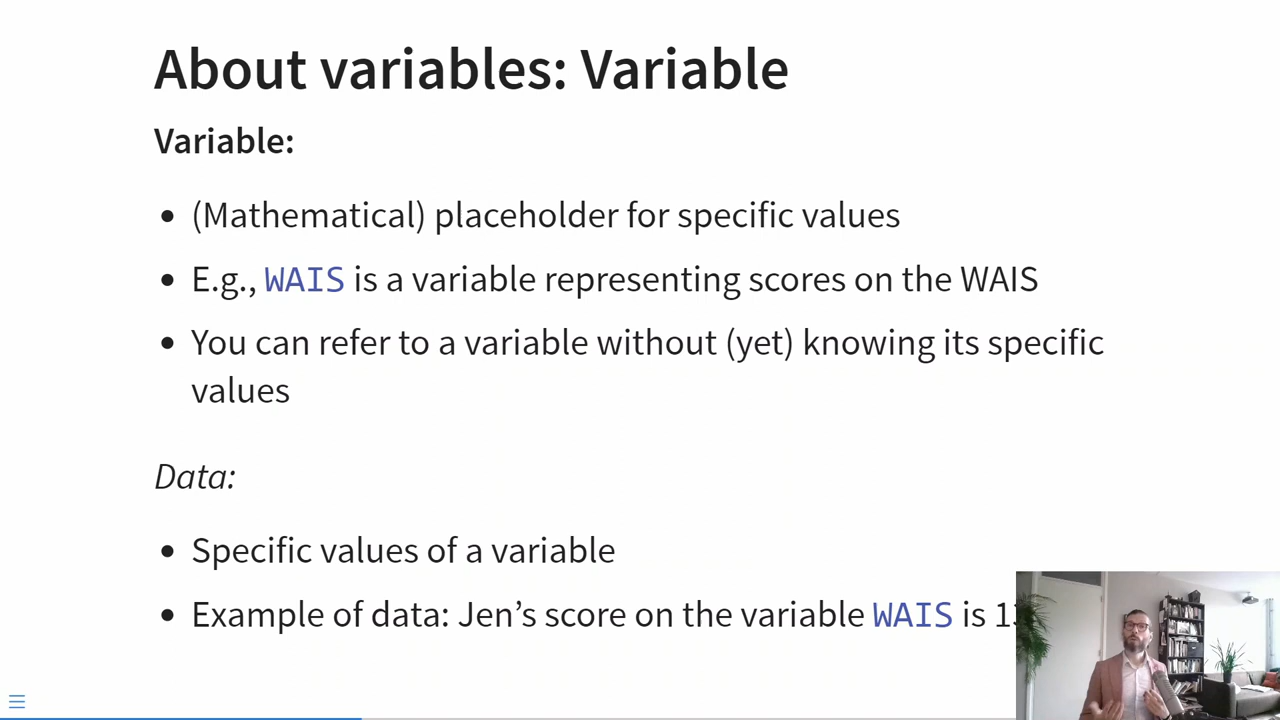 About variables: Variable
Variable:
• (Mathematical) placeholder for specific values
• E.g., WAIS is a variable representing scores on the WAIS
• You can refer to a variable without (yet) knowing its specific
values
Data:
• Specific values of a variable
• Example of data: Jen’s score on the variable WAIS is